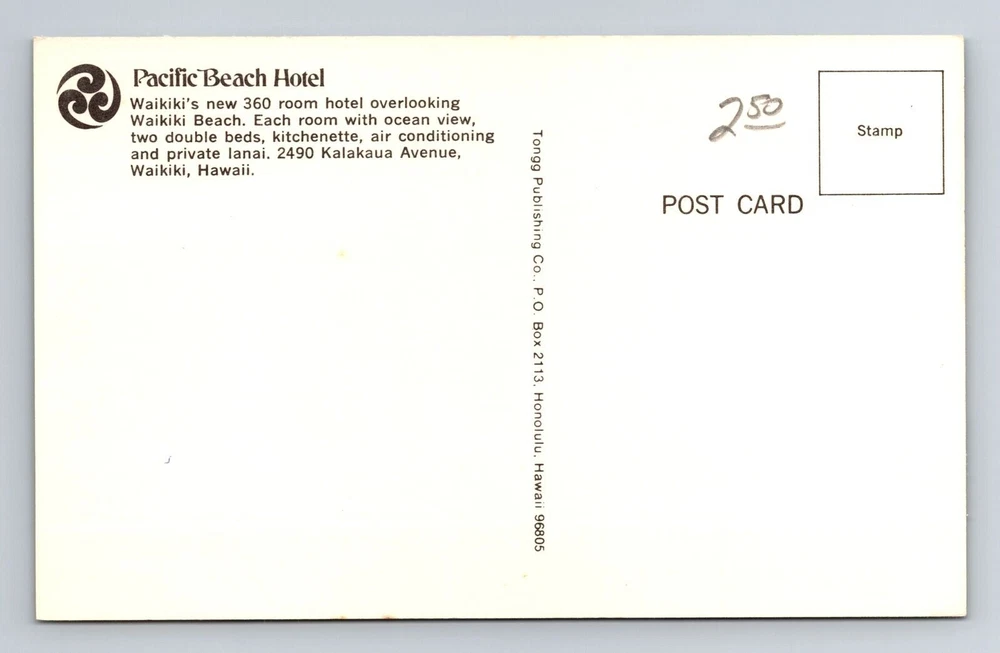 Pacific Beach Hotel
Waikiki's new 360 room hotel overlooking
Waikiki Beach. Each room with ocean view,
two double beds, kitchenette, air conditioning
and private lanai. 2490 Kalakaua Avenue,
Waikiki, Hawaii.
Tongg Publishing Co., P.O. Box 2113, Honolulu, Hawaii 96805
2 50
Stamp
POST CARD